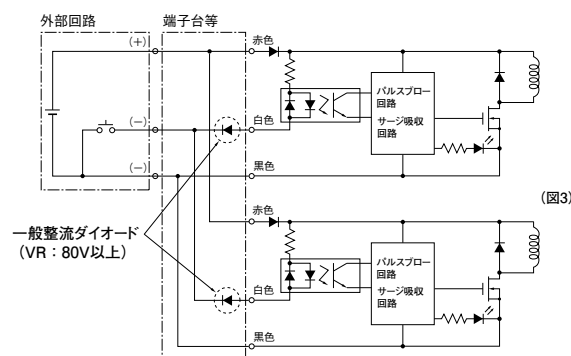 外部回路
端子台等
(+)
赤色
パルスブロー
回路
サージ吸収
回路
(−)
白色
(−)
黒色
(図3)
赤色
一般整流ダイオード
(VR:80V以上)
パルスブロー
回路
サージ吸収
回路
白色
黒色